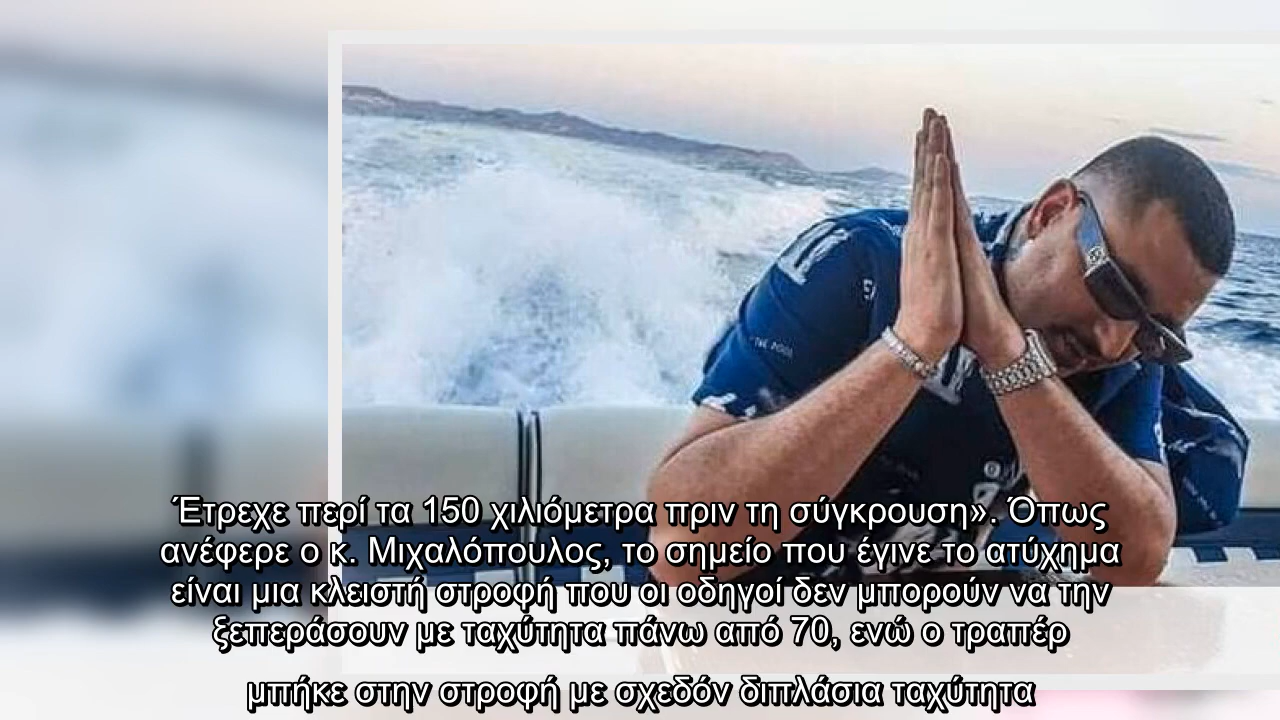 Έτρεχε περί τα 150 χιλιόμετρα πριν τη σύγκρουση». Όπως
ανέφερε ο κ. Μιχαλόπουλος, το σημείο που έγινε το ατύχημα
είναι μια κλειστή στροφή που οι οδηγοί δεν μπορούν να την
ξεπεράσουν με ταχύτητα πάνω από 70, ενώ ο τραπέρ
μπήκε στην στροφή με σχεδόν διπλάσια ταχύτητα